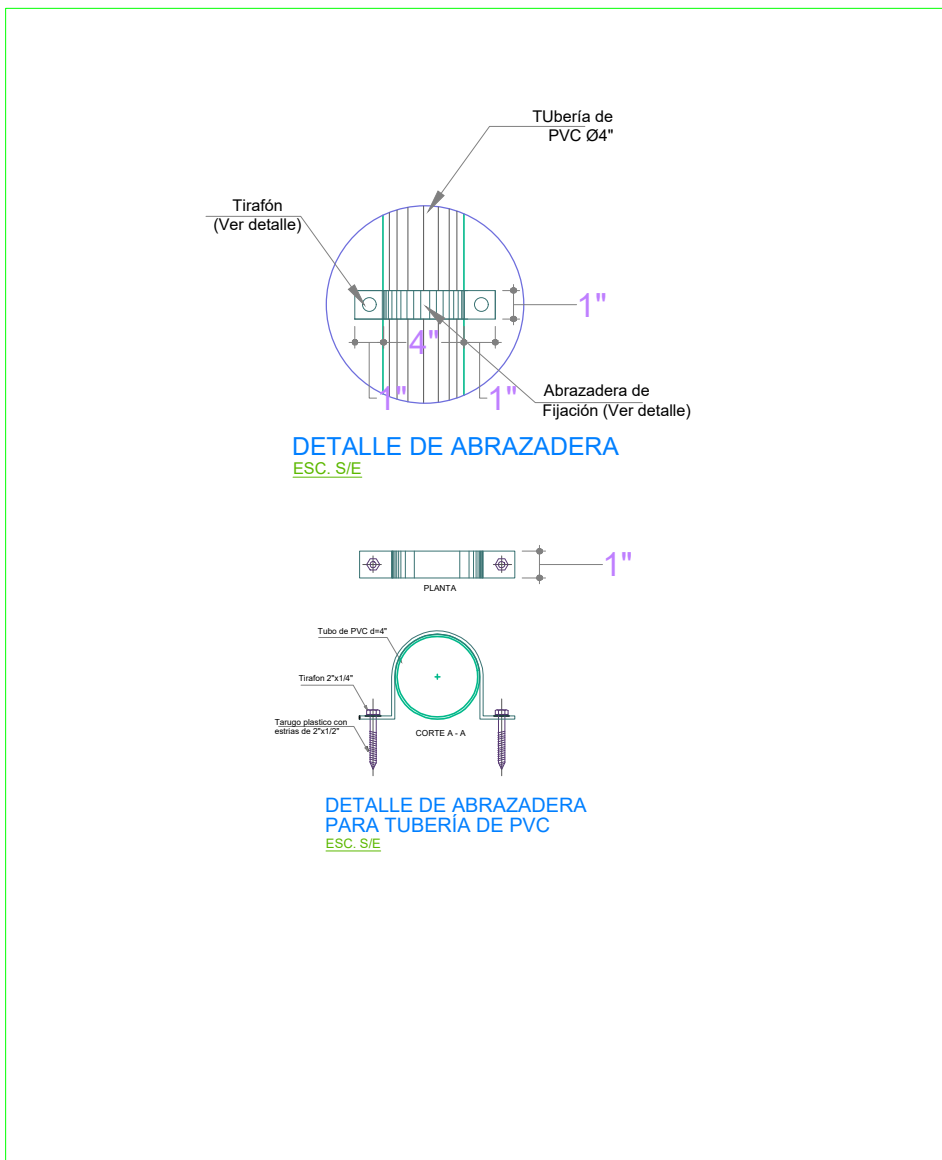 TUbería de
PVC Ø4"
Tirafón
(Ver detalle)
1"
4"
1"
1"
Abrazadera de
Fijación (Ver detalle)
DETALLE DE ABRAZADERA
ESC. S/E
1"
PLANTA
Tubo de PVC d=4"
Tirafon 2"x1/4"
Tarugo plastico con
estrias de 2"x1/2"
CORTE A - A
DETALLE DE ABRAZADERA
PARA TUBERÍA DE PVC
ESC. S/E